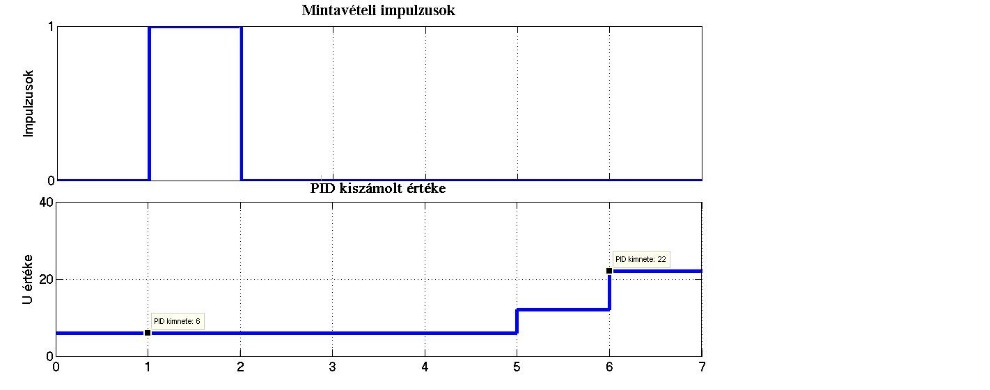 Mintavételi impulzusok
1
Impulzusok
0
PID kiszámolt értéke
40
PID kimnete: 22
U értéke
20
PID kimnete: 6
0
0 1 2 3 4 5 6 7